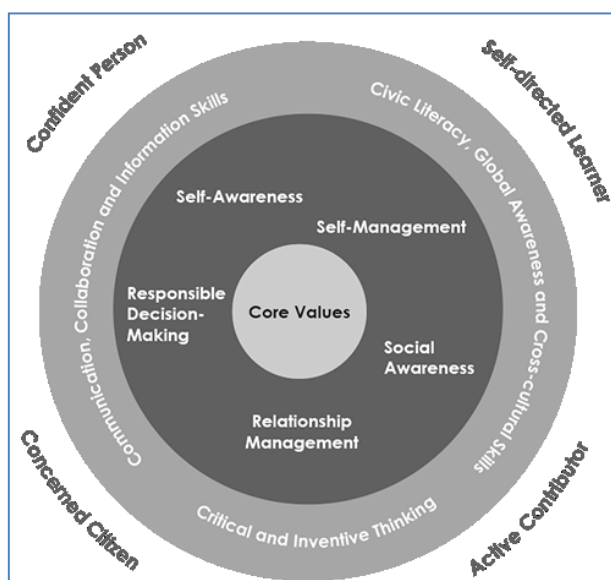 Confident Person
Self-directed Learner
Communication, Collaboration and Information Skills
Civic Literacy, Global Awareness and Cross-cultural Skills
Self-Awareness
Self-Management
Responsible
Decision-
Making
Core Values
Social
Awareness
Relationship
Management
Critical and Inventive Thinking
Concerned Citizen
Active Contributor